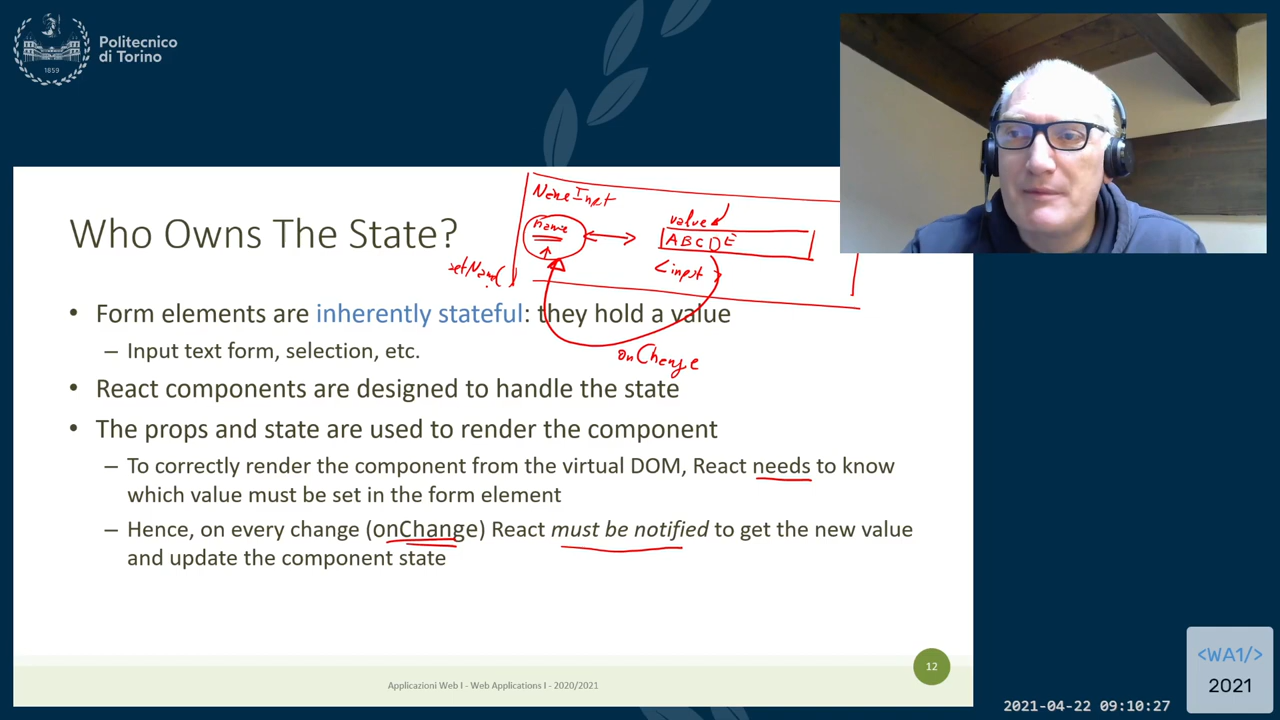 Politecnico
di Torino
1859
Who Owns The State?
NameInpt
name
setName( )
value
ABCDE
<input >
onChange
• Form elements are inherently stateful: they hold a value
– Input text form, selection, etc.
• React components are designed to handle the state
• The props and state are used to render the component
– To correctly render the component from the virtual DOM, React needs to know
which value must be set in the form element
– Hence, on every change (onChange) React must be notified to get the new value
and update the component state
12
Applicazioni Web I - Web Applications I - 2020/2021
<WA1/>
2021
2021-04-22 09:10:27